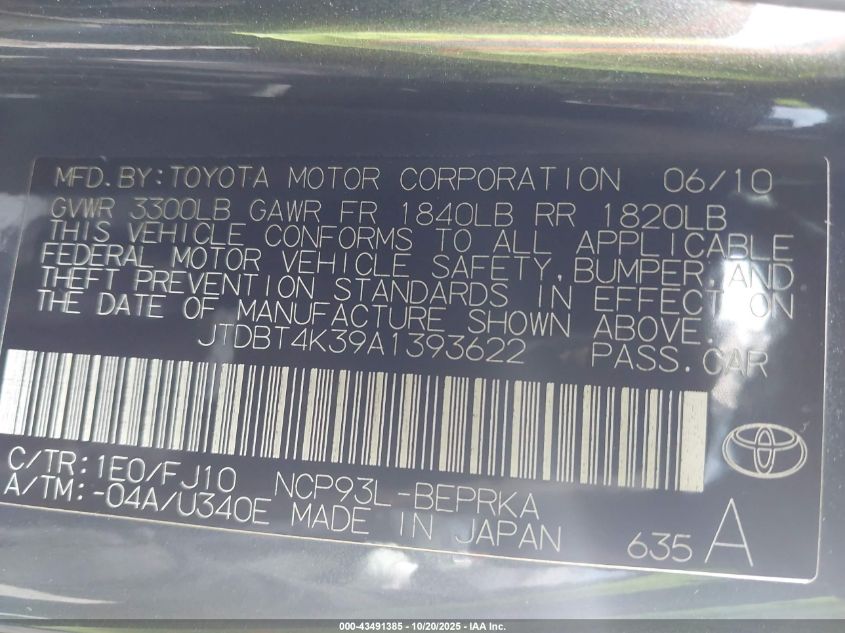 MFD. BY: TOYOTA MOTOR CORPORATION 06/10
GVWR 3300LB GAWR FR 1840LB RR 1820LB
THIS VEHICLE CONFORMS TO ALL APPLICABLE
FEDERAL MOTOR VEHICLE SAFETY, BUMPER, AND
THEFT PREVENTION STANDARDS IN EFFECT ON
THE DATE OF MANUFACTURE SHOWN ABOVE.
JTDBT4K39A1393622 PASS. CAR
C/TR: 1E0/FJ10 NCP93L-BEPRKA
A/TM: -04A/U340E MADE IN JAPAN 635 A
000-43491385 - 10/20/2025 - IAA Inc.